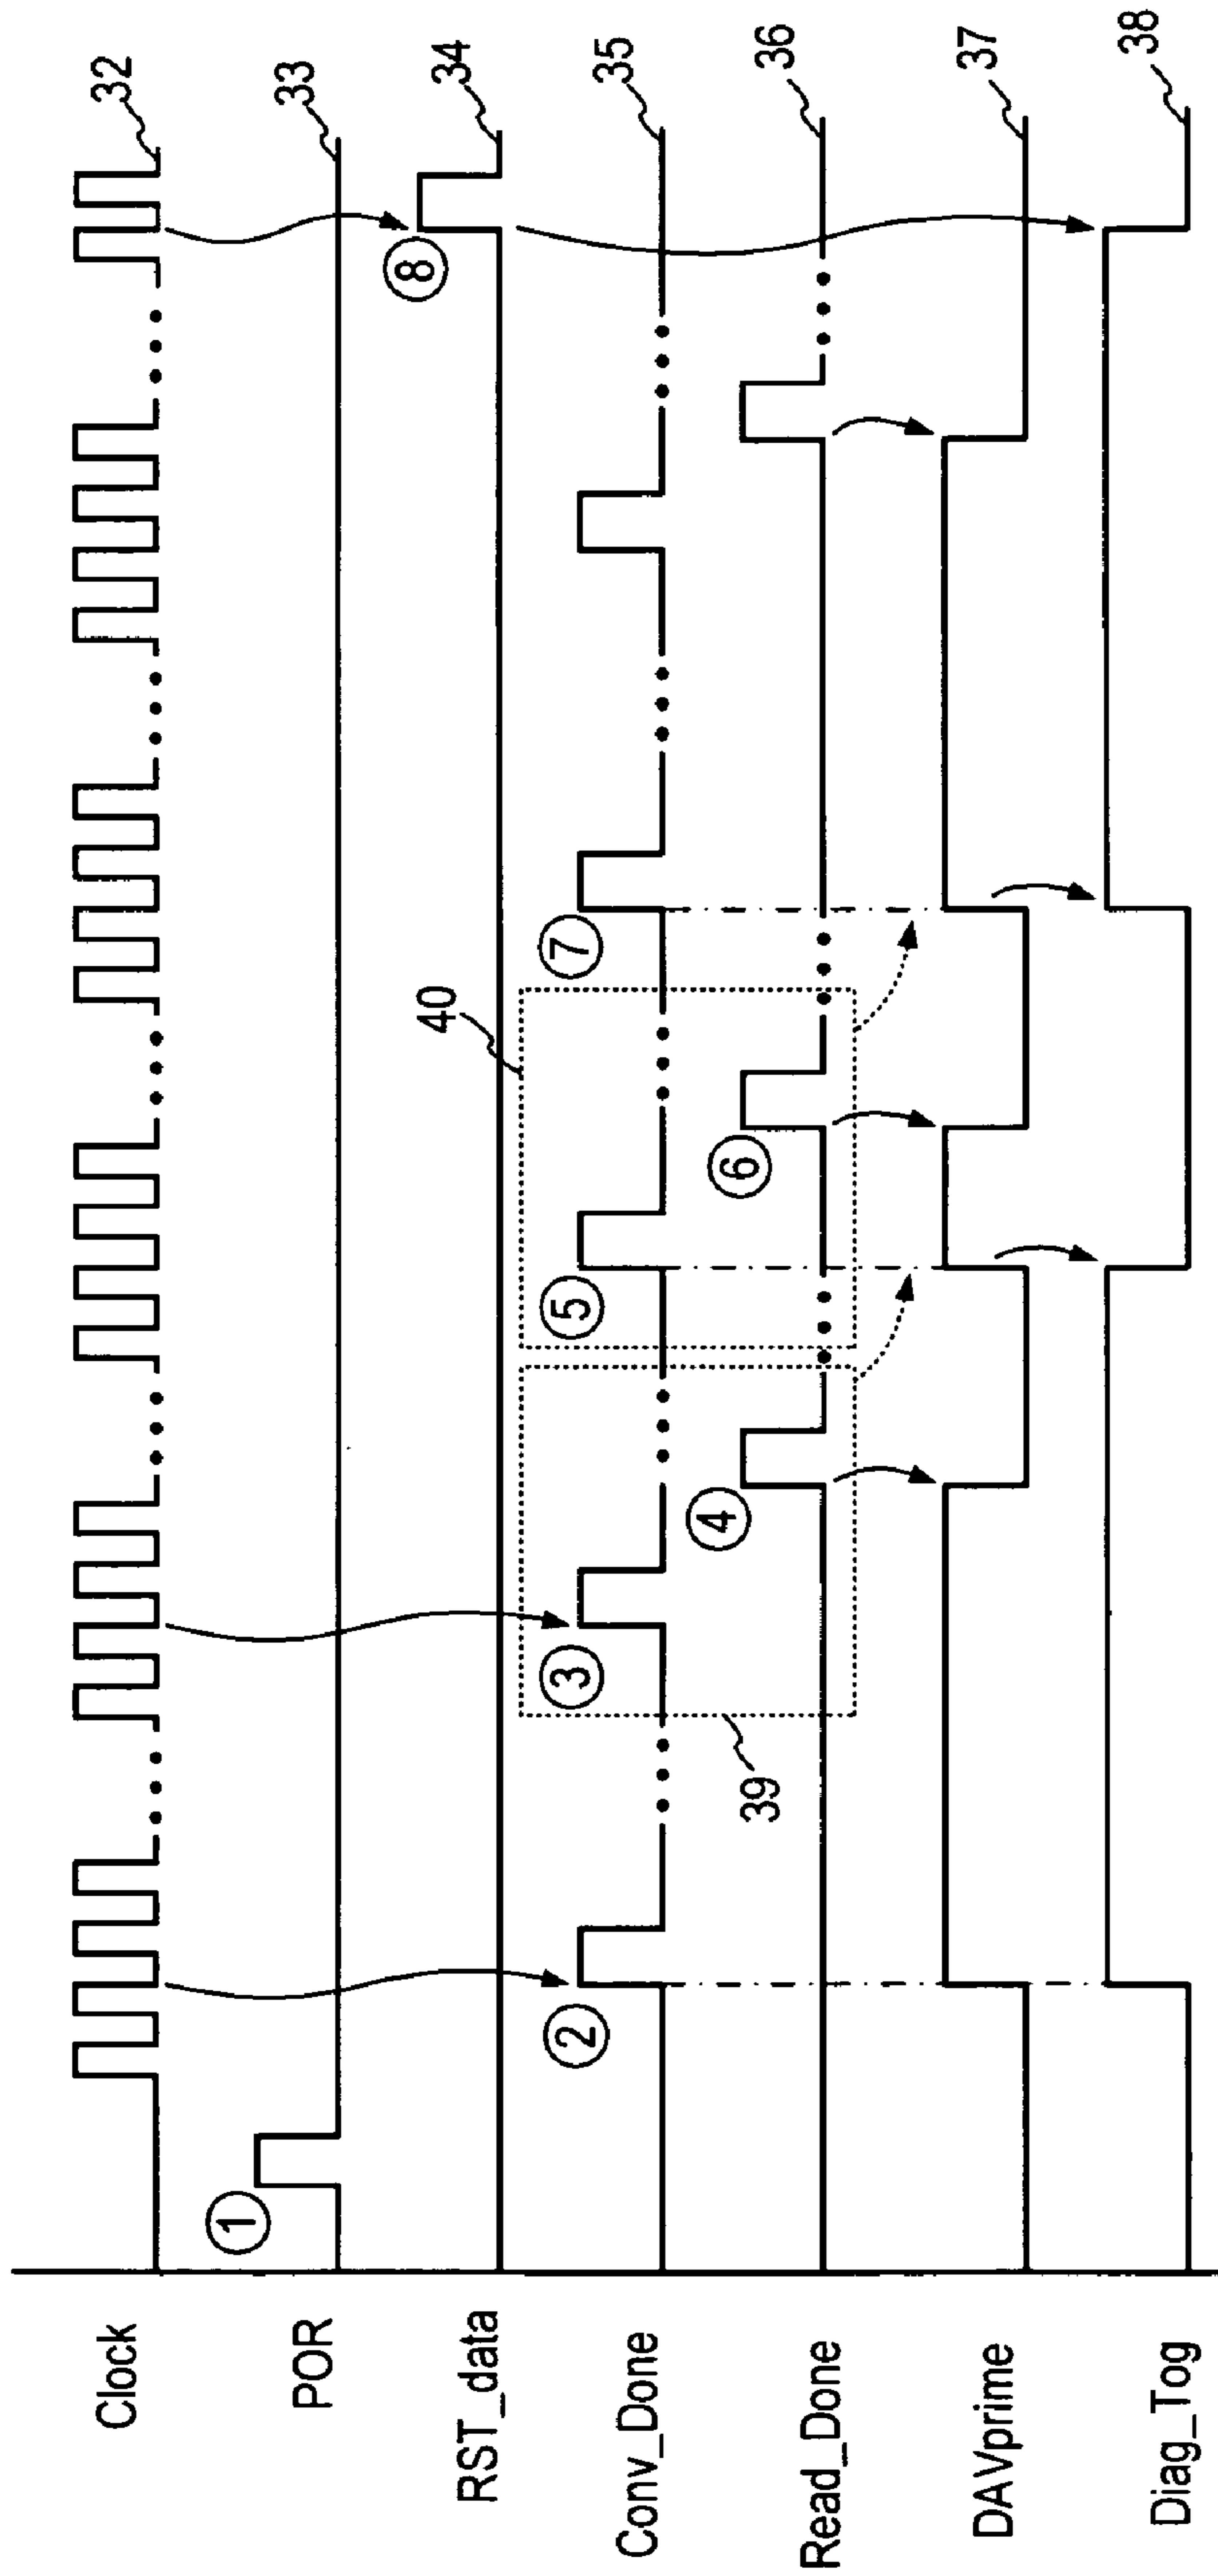 Clock
32
POR
①
33
RST_data
⑧
34
Conv_Done
②
③
⑤
⑦
35
40
39
Read_Done
④
⑥
36
DAVprime
37
Diag_Tog
38